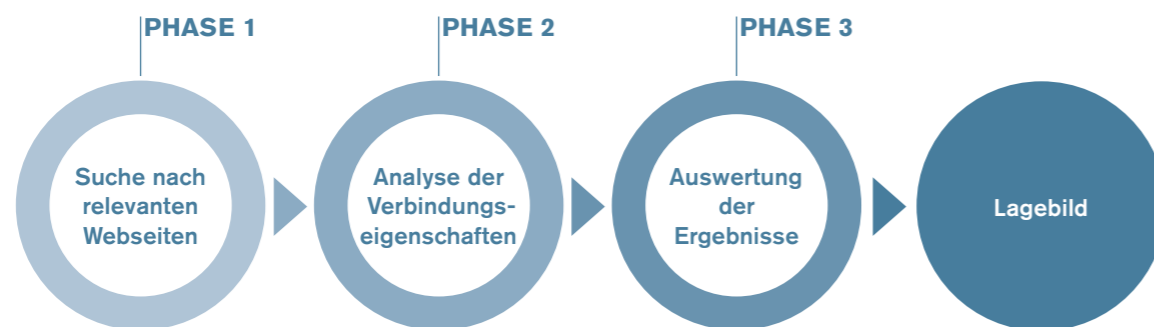 PHASE 1
PHASE 2
PHASE 3
Suche nach
relevanten
Webseiten
Analyse der
Verbindungs-
eigenschaften
Auswertung
der
Ergebnisse
Lagebild